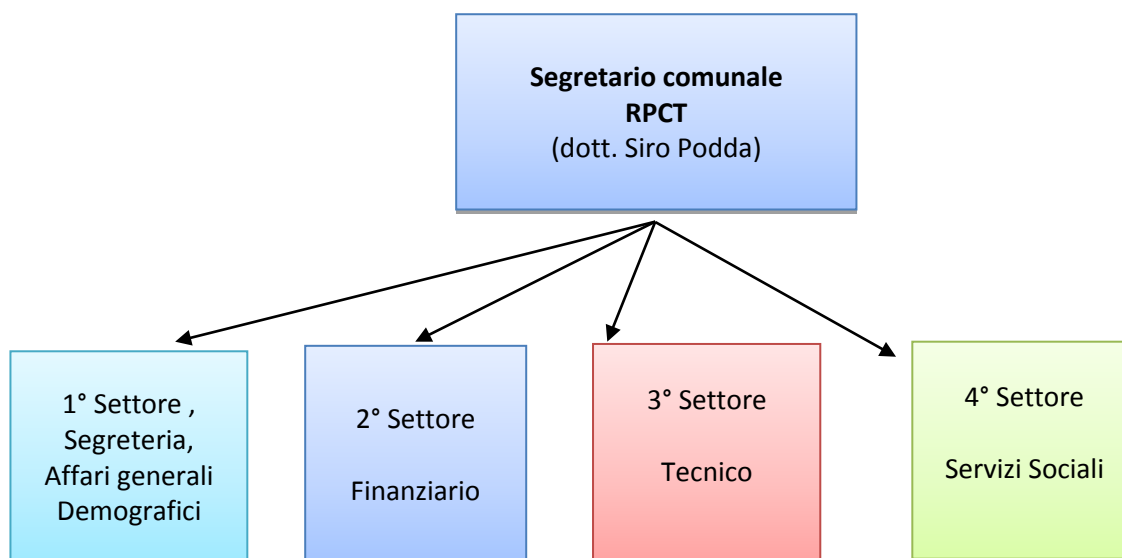 Segretario comunale
RPCT
(dott. Siro Podda)
1° Settore ,
Segreteria,
Affari generali
Demografici
2° Settore
Finanziario
3° Settore
Tecnico
4° Settore
Servizi Sociali